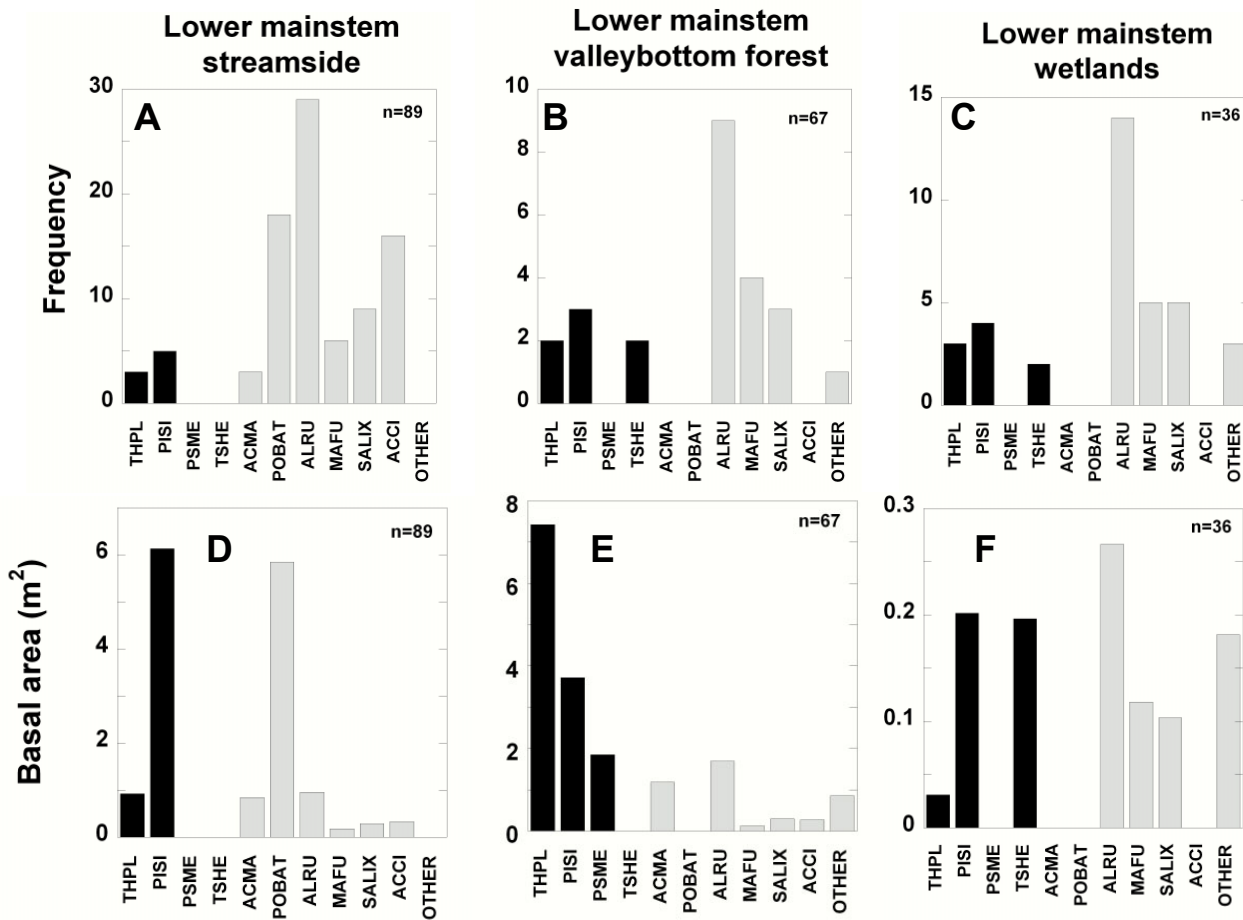 Lower mainstem
streamside
Lower mainstem
valleybottom forest
Lower mainstem
wetlands
Frequency
30
20
10
0
A
n=89
THPL
PISI
PSME
TSHE
ACMA
POBAT
ALRU
MAFU
SALIX
ACCI
OTHER
10
8
6
4
2
0
B
n=67
THPL
PISI
PSME
TSHE
ACMA
POBAT
ALRU
MAFU
SALIX
ACCI
OTHER
15
10
5
0
C
n=36
THPL
PISI
PSME
TSHE
ACMA
POBAT
ALRU
MAFU
SALIX
ACCI
OTHER
Basal area (m²)
6
4
2
0
D
n=89
THPL
PISI
PSME
TSHE
ACMA
POBAT
ALRU
MAFU
SALIX
ACCI
OTHER
8
6
4
2
0
E
n=67
THPL
PISI
PSME
TSHE
ACMA
POBAT
ALRU
MAFU
SALIX
ACCI
OTHER
0.3
0.2
0.1
0
F
n=36
THPL
PISI
PSME
TSHE
ACMA
POBAT
ALRU
MAFU
SALIX
ACCI
OTHER